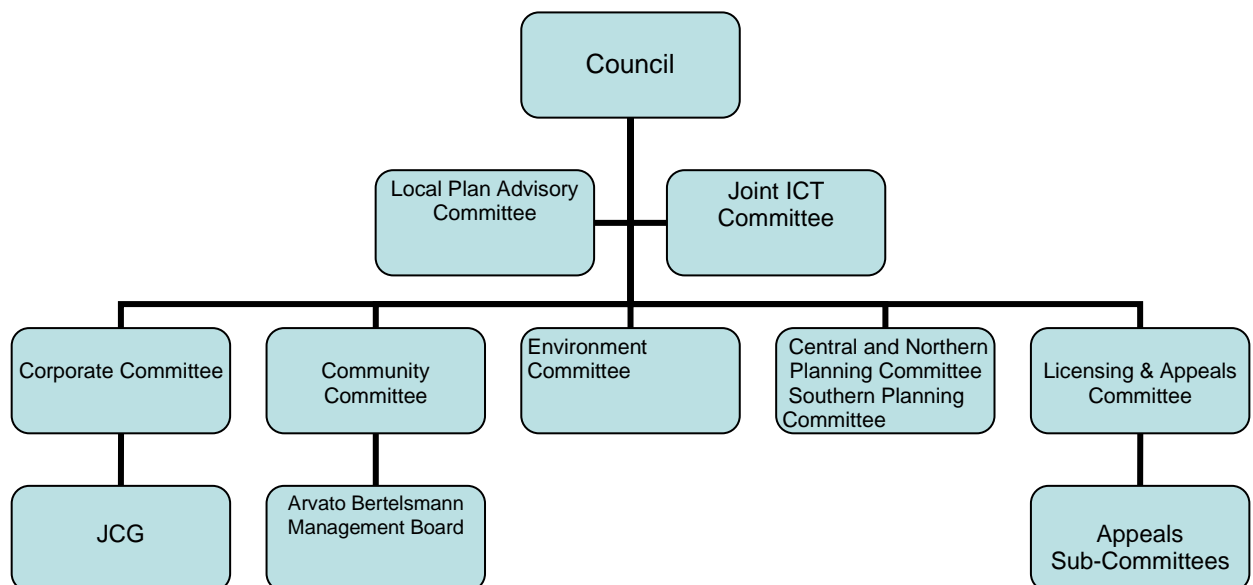 Council
Local Plan Advisory
Committee
Joint ICT
Committee
Corporate Committee
Community
Committee
Environment
Committee
Central and Northern
Planning Committee
Southern Planning
Committee
Licensing & Appeals
Committee
JCG
Arvato Bertelsmann
Management Board
Appeals
Sub-Committees